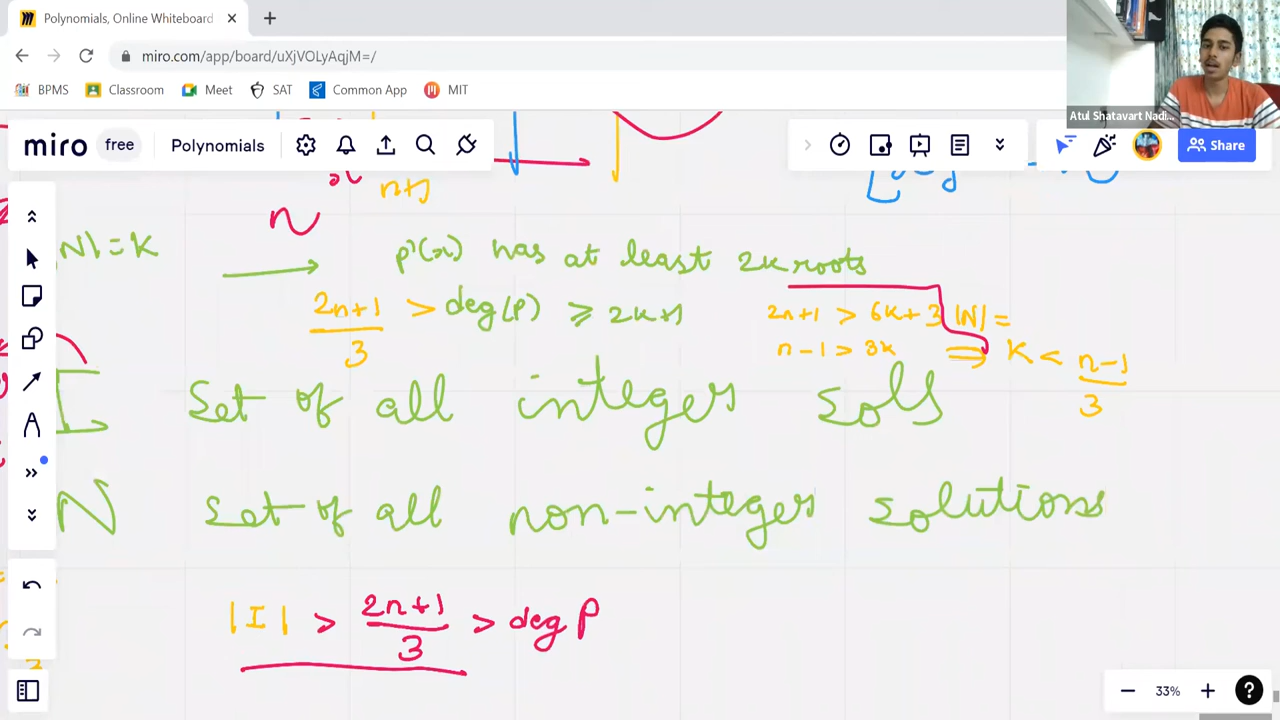 Polynomials, Online Whiteboard
miro.com/app/board/uXjVOLyAqjM=/
BPMS Classroom Meet SAT Common App MIT
Atul Shatavart Nadi...
miro free Polynomials Share
n+1
N
|N|=K
P'(x) has at least 2k roots
2n+1/3 > deg(P) ⩾ 2k+1
2n+1 > 6k+3 |N|=
n-1 > 3k ⇒ K < n-1/3
I Set of all integer sols
N Set of all non-integer solutions
|I| > 2n+1/3 > deg P
33%